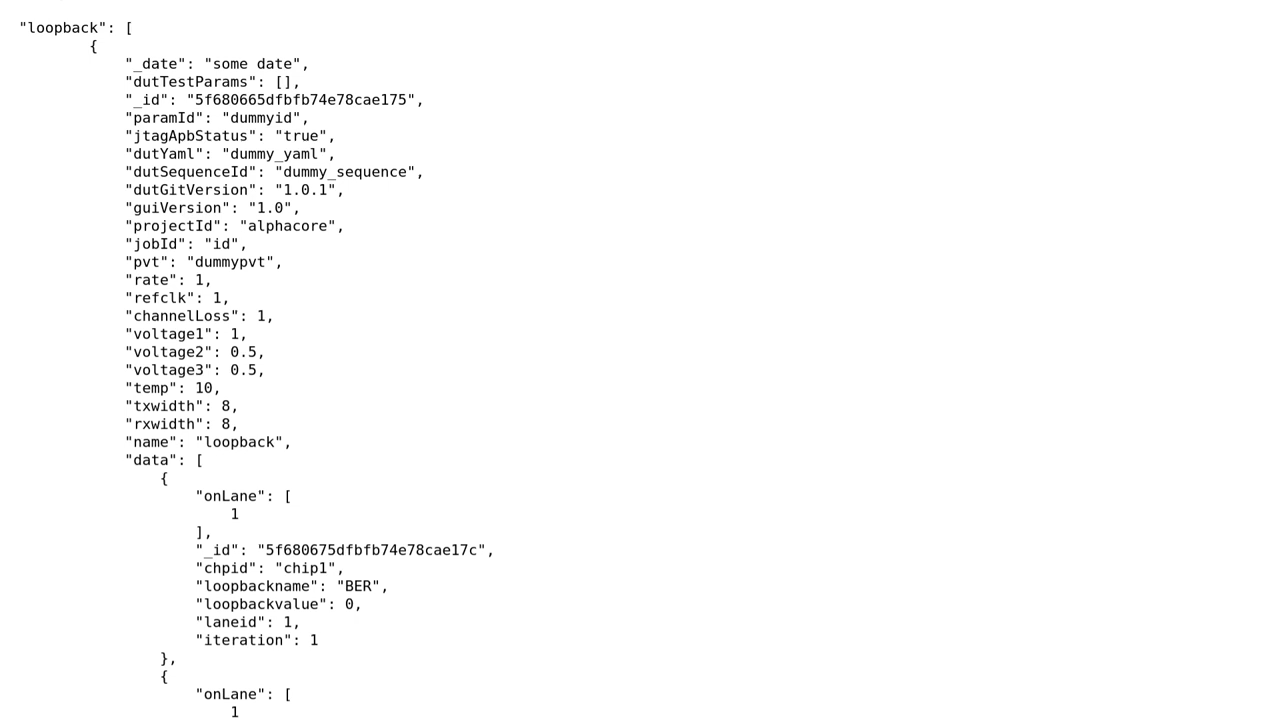 "loopback": [
{
"_date": "some date",
"dutTestParams": [],
"_id": "5f680665dfbfb74e78cae175",
"paramId": "dummyid",
"jtagApbStatus": "true",
"dutYaml": "dummy_yaml",
"dutSequenceId": "dummy_sequence",
"dutGitVersion": "1.0.1",
"guiVersion": "1.0",
"projectId": "alphacore",
"jobId": "id",
"pvt": "dummypvt",
"rate": 1,
"refclk": 1,
"channelLoss": 1,
"voltage1": 1,
"voltage2": 0.5,
"voltage3": 0.5,
"temp": 10,
"txwidth": 8,
"rxwidth": 8,
"name": "loopback",
"data": [
{
"onLane": [
1
],
"_id": "5f680675dfbfb74e78cae17c",
"chpid": "chip1",
"loopbackname": "BER",
"loopbackvalue": 0,
"laneid": 1,
"iteration": 1
},
{
"onLane": [
1